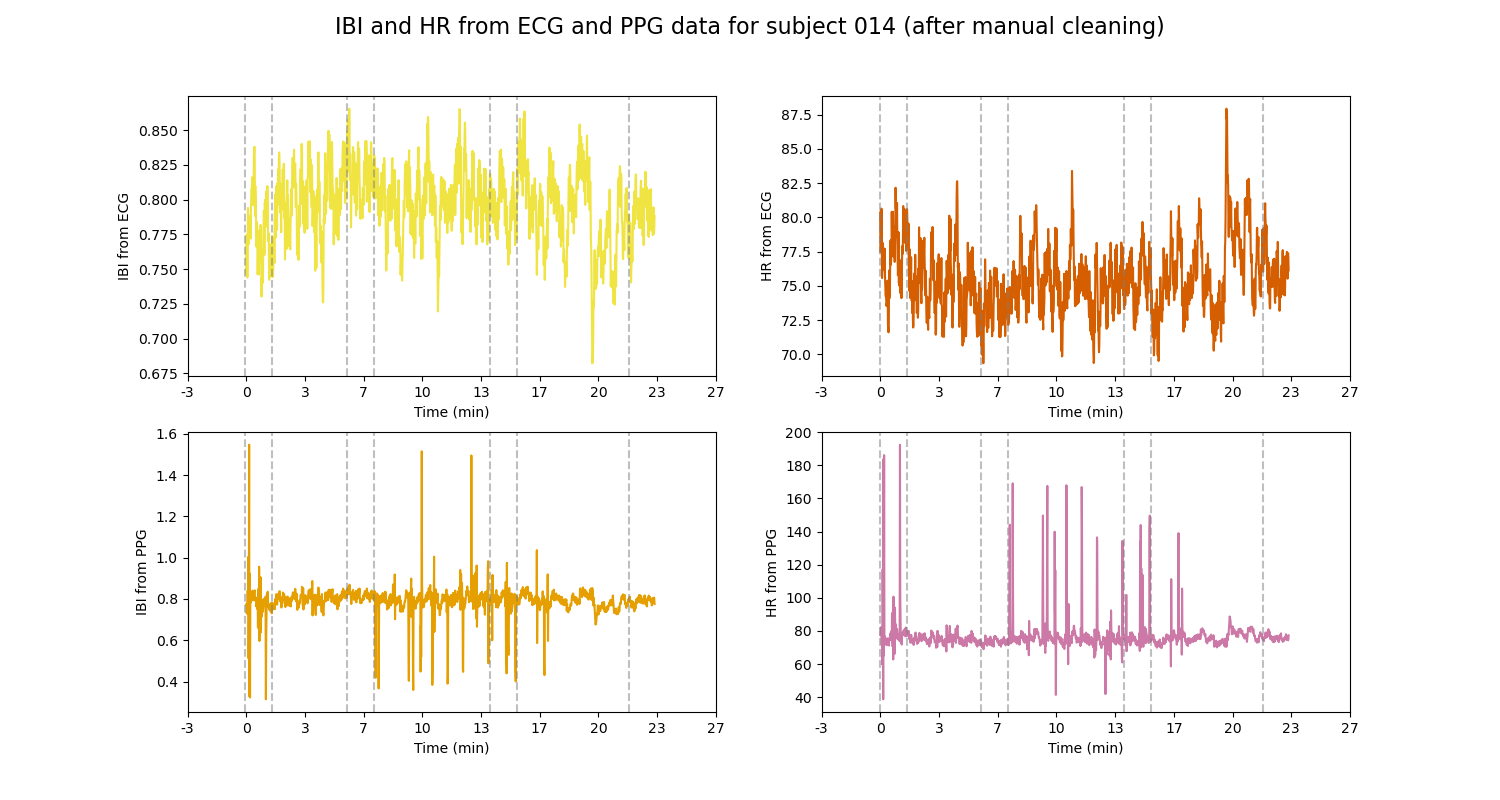 IBI and HR from ECG and PPG data for subject 014 (after manual cleaning)
IBI from ECG
0.850
0.825
0.800
0.775
0.750
0.725
0.700
0.675
-3 0 3 7 10 13 17 20 23 27
Time (min)
HR from ECG
87.5
85.0
82.5
80.0
77.5
75.0
72.5
70.0
-3 0 3 7 10 13 17 20 23 27
Time (min)
IBI from PPG
1.6
1.4
1.2
1.0
0.8
0.6
0.4
-3 0 3 7 10 13 17 20 23 27
Time (min)
HR from PPG
200
180
160
140
120
100
80
60
40
-3 0 3 7 10 13 17 20 23 27
Time (min)